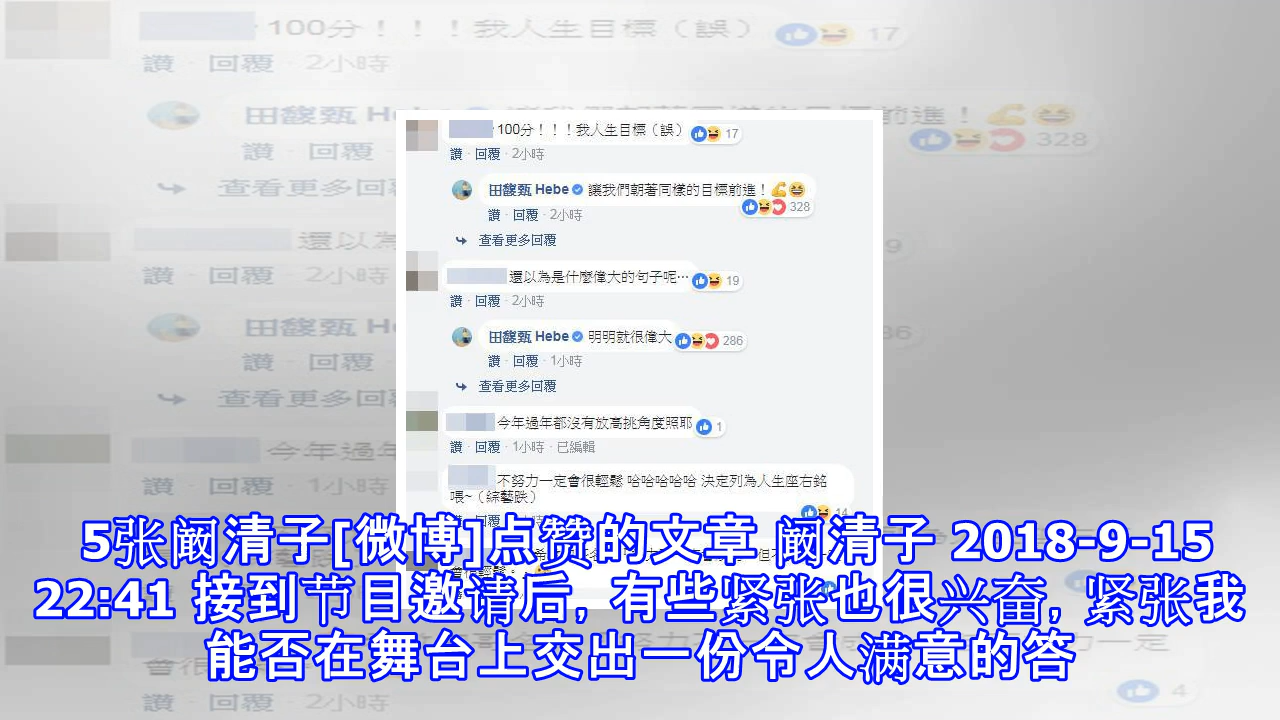 100分！！！我人生目標（誤） 17
讚 · 回覆 · 2小時
田馥甄 Hebe 讓我們朝著同樣的目標前進！ 328
讚 · 回覆 · 2小時
查看更多回覆
還以為是什麼偉大的句子呢⋯ 19
讚 · 回覆 · 2小時
田馥甄 Hebe 明明就很偉大 286
讚 · 回覆 · 1小時
查看更多回覆
今年過年都沒有放高挑角度照耶 1
讚 · 回覆 · 1小時 · 已編輯
不努力一定會很輕鬆 哈哈哈哈哈 決定列為人生座右銘
喂~（綜藝跌） 14
5张阚清子[微博]点赞的文章 阚清子 2018-9-15
22:41 接到节目邀请后, 有些紧张也很兴奋, 紧张我
能否在舞台上交出一份令人满意的答